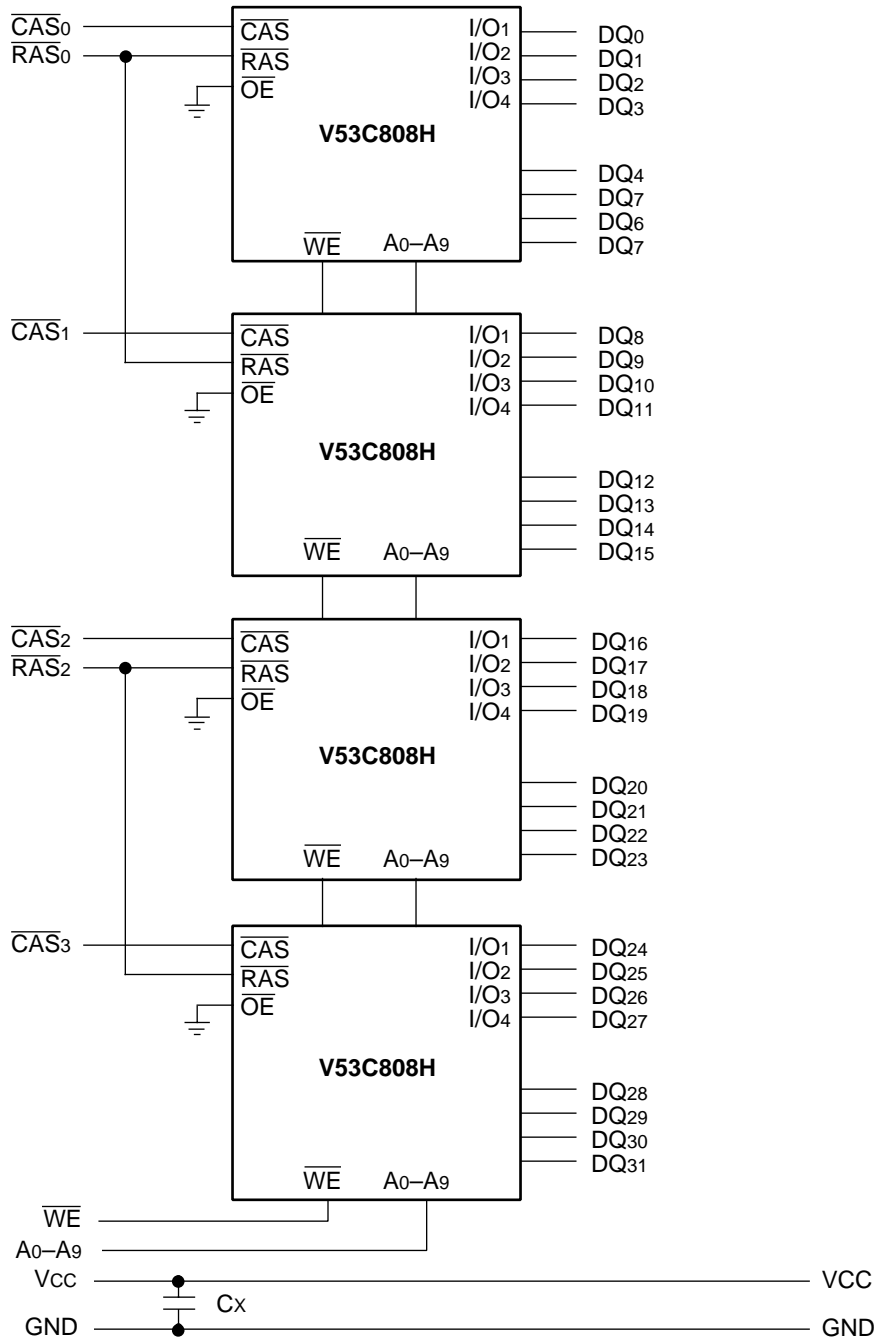 CAS0 CAS I/O1 DQ0
RAS0 RAS I/O2 DQ1
OE I/O3 DQ2
I/O4 DQ3
V53C808H
DQ4
DQ7
DQ6
WE A0–A9 DQ7
CAS1 CAS I/O1 DQ8
RAS I/O2 DQ9
OE I/O3 DQ10
I/O4 DQ11
V53C808H
DQ12
DQ13
DQ14
WE A0–A9 DQ15
CAS2 CAS I/O1 DQ16
RAS2 RAS I/O2 DQ17
OE I/O3 DQ18
I/O4 DQ19
V53C808H
DQ20
DQ21
DQ22
WE A0–A9 DQ23
CAS3 CAS I/O1 DQ24
RAS I/O2 DQ25
OE I/O3 DQ26
I/O4 DQ27
V53C808H
DQ28
DQ29
DQ30
DQ31
WE A0–A9
WE
A0–A9
VCC VCC
CX
GND GND